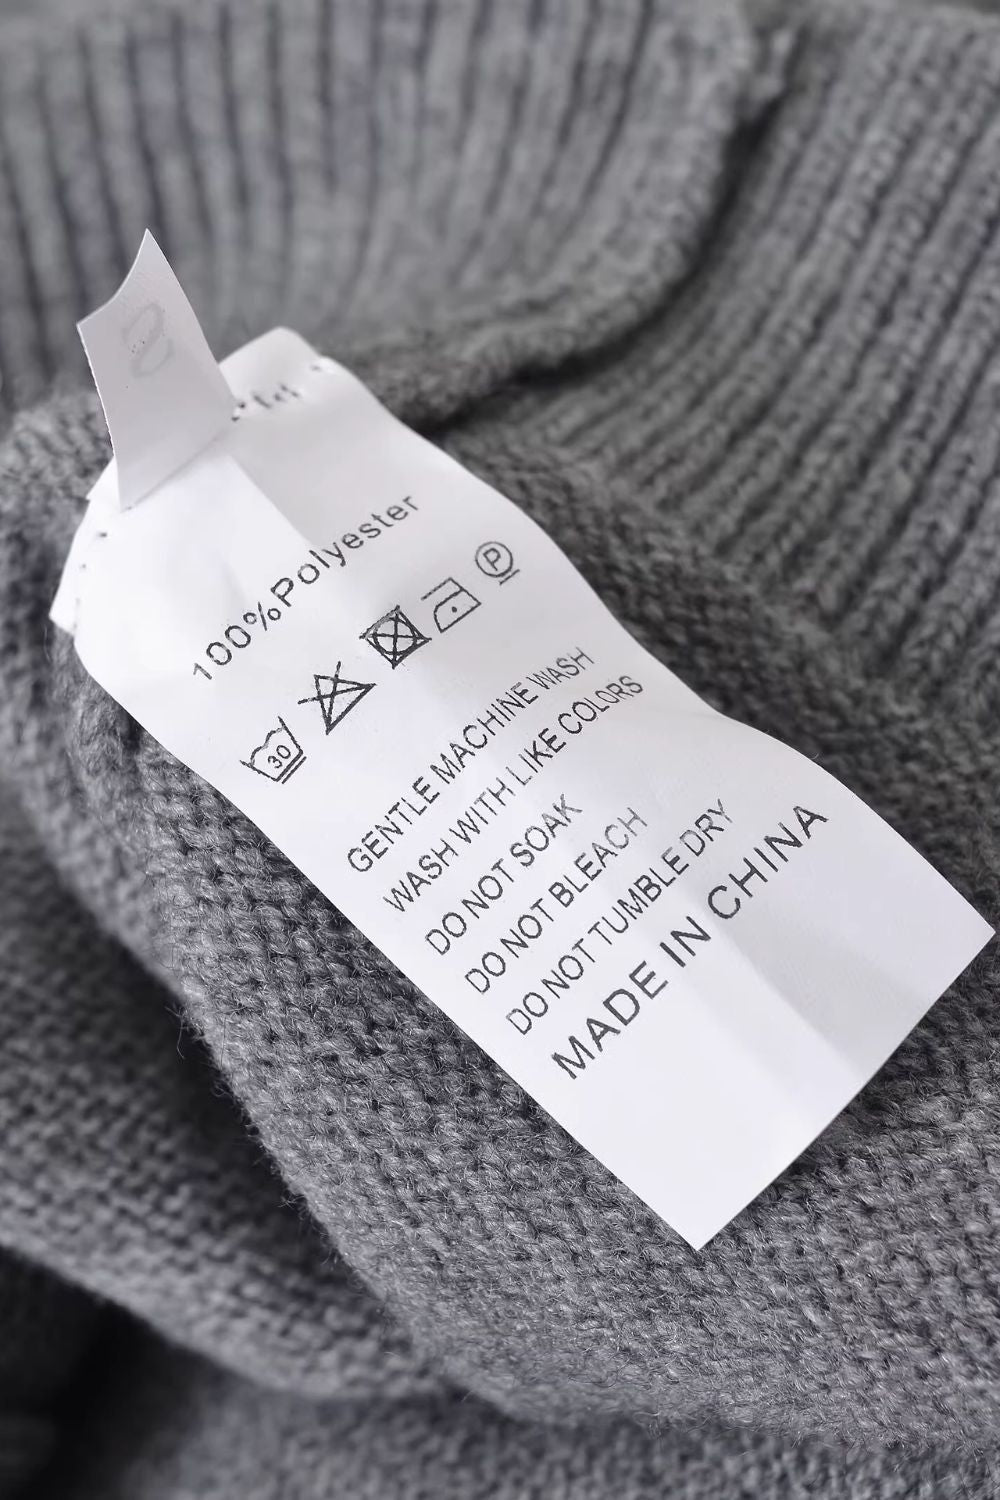 100%Polyester
30 P
GENTLE MACHINE WASH
WASH WITH LIKE COLORS
DO NOT SOAK
DO NOT BLEACH
DO NOT TUMBLE DRY
MADE IN CHINA